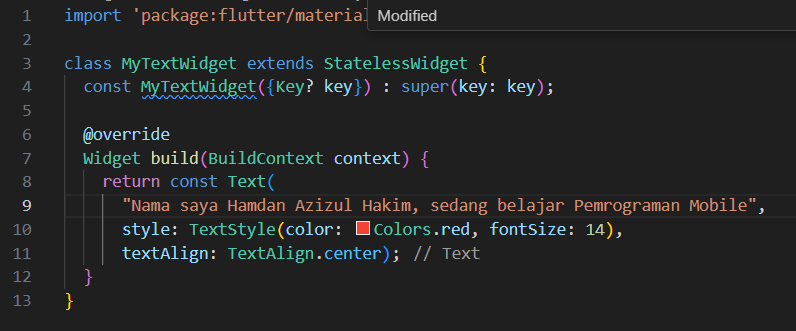 1 import 'package:flutter/material
Modified
2
3 class MyTextWidget extends StatelessWidget {
4 const MyTextWidget({Key? key}) : super(key: key);
5
6 @override
7 Widget build(BuildContext context) {
8 return const Text(
9 "Nama saya Hamdan Azizul Hakim, sedang belajar Pemrograman Mobile",
10 style: TextStyle(color: Colors.red, fontSize: 14),
11 textAlign: TextAlign.center); // Text
12 }
13 }